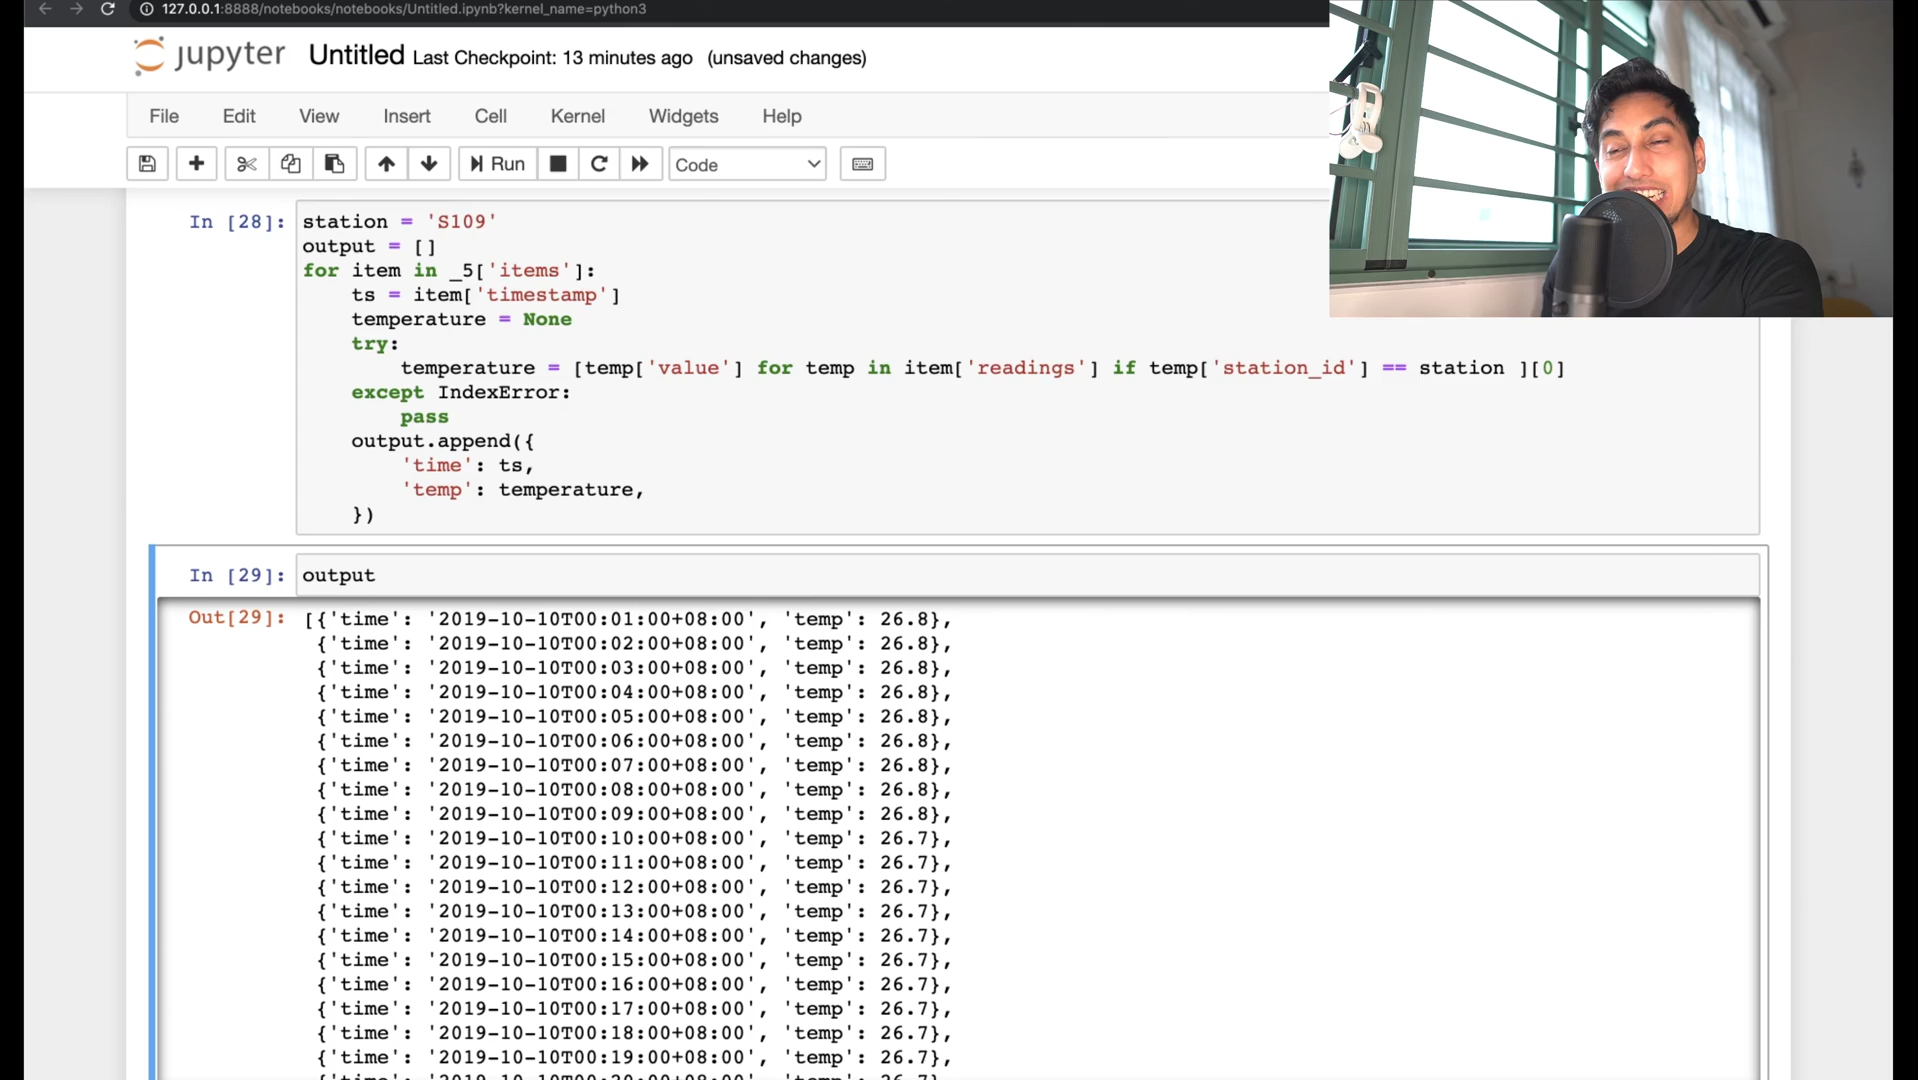 127.0.0.1:8888/notebooks/notebooks/Untitled.ipynb?kernel_name=python3
jupyter Untitled Last Checkpoint: 13 minutes ago (unsaved changes)
File Edit View Insert Cell Kernel Widgets Help
Run Code
In [28]: station = 'S109'
output = []
for item in _5['items']:
    ts = item['timestamp']
    temperature = None
    try:
        temperature = [temp['value'] for temp in item['readings'] if temp['station_id'] == station ][0]
    except IndexError:
        pass
    output.append({
        'time': ts,
        'temp': temperature,
    })
In [29]: output
Out[29]: [{'time': '2019-10-10T00:01:00+08:00', 'temp': 26.8},
{'time': '2019-10-10T00:02:00+08:00', 'temp': 26.8},
{'time': '2019-10-10T00:03:00+08:00', 'temp': 26.8},
{'time': '2019-10-10T00:04:00+08:00', 'temp': 26.8},
{'time': '2019-10-10T00:05:00+08:00', 'temp': 26.8},
{'time': '2019-10-10T00:06:00+08:00', 'temp': 26.8},
{'time': '2019-10-10T00:07:00+08:00', 'temp': 26.8},
{'time': '2019-10-10T00:08:00+08:00', 'temp': 26.8},
{'time': '2019-10-10T00:09:00+08:00', 'temp': 26.8},
{'time': '2019-10-10T00:10:00+08:00', 'temp': 26.7},
{'time': '2019-10-10T00:11:00+08:00', 'temp': 26.7},
{'time': '2019-10-10T00:12:00+08:00', 'temp': 26.7},
{'time': '2019-10-10T00:13:00+08:00', 'temp': 26.7},
{'time': '2019-10-10T00:14:00+08:00', 'temp': 26.7},
{'time': '2019-10-10T00:15:00+08:00', 'temp': 26.7},
{'time': '2019-10-10T00:16:00+08:00', 'temp': 26.7},
{'time': '2019-10-10T00:17:00+08:00', 'temp': 26.7},
{'time': '2019-10-10T00:18:00+08:00', 'temp': 26.7},
{'time': '2019-10-10T00:19:00+08:00', 'temp': 26.7},